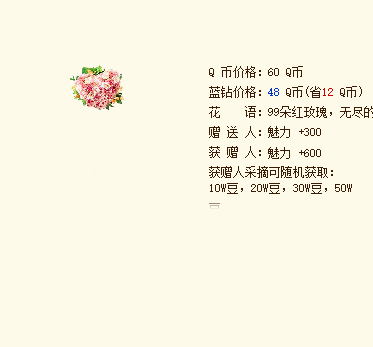 Q 币价格：60 Q币
蓝钻价格：48 Q币(省12 Q币)
花 语：99朵红玫瑰，无尽的
赠 送 人：魅力 +300
获 赠 人：魅力 +600
获赠人采摘可随机获取：
10W豆，20W豆，30W豆，50W